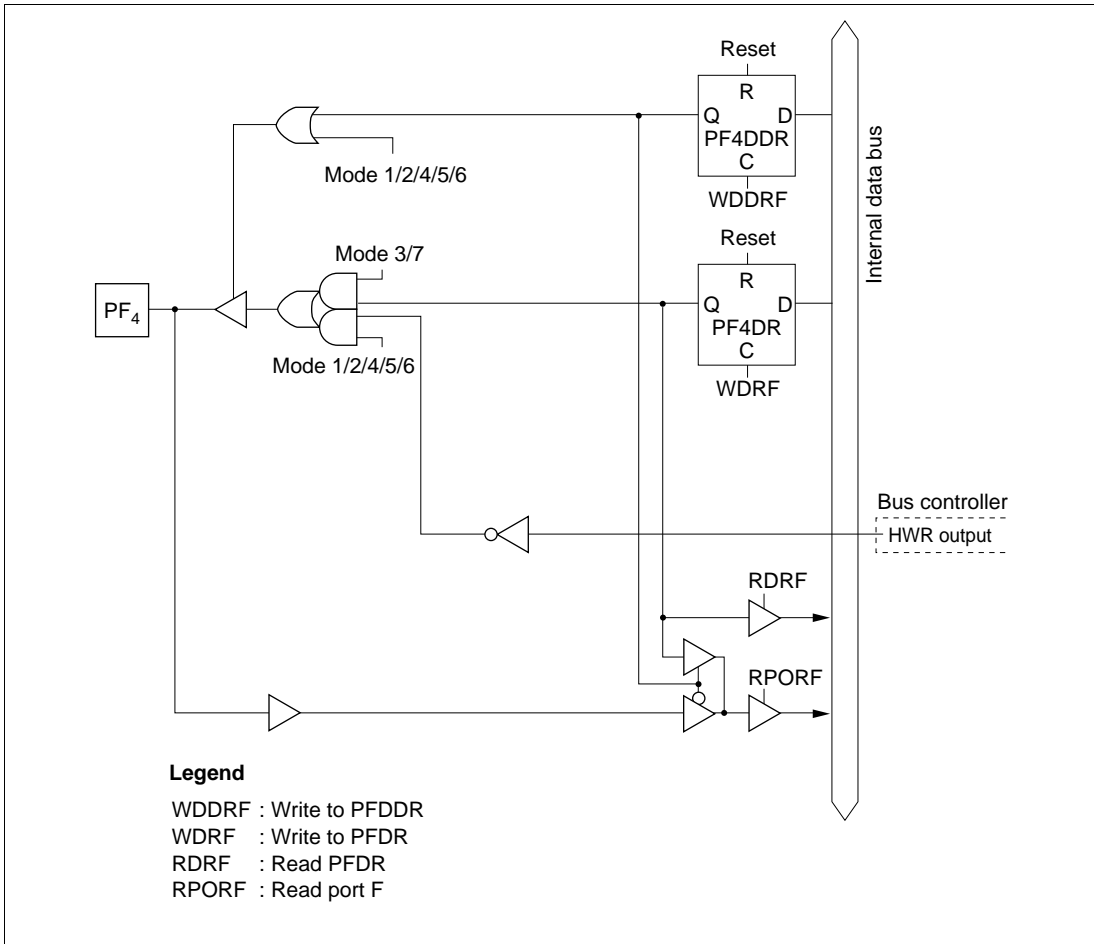 Reset
R
Q D
PF4DDR
C
WDDRF
Mode 1/2/4/5/6
Internal data bus
Reset
R
Q D
PF4DR
C
WDRF
Mode 3/7
PF4
Mode 1/2/4/5/6
Bus controller
HWR output
RDRF
RPORF
Legend
WDDRF : Write to PFDDR
WDRF : Write to PFDR
RDRF : Read PFDR
RPORF : Read port F